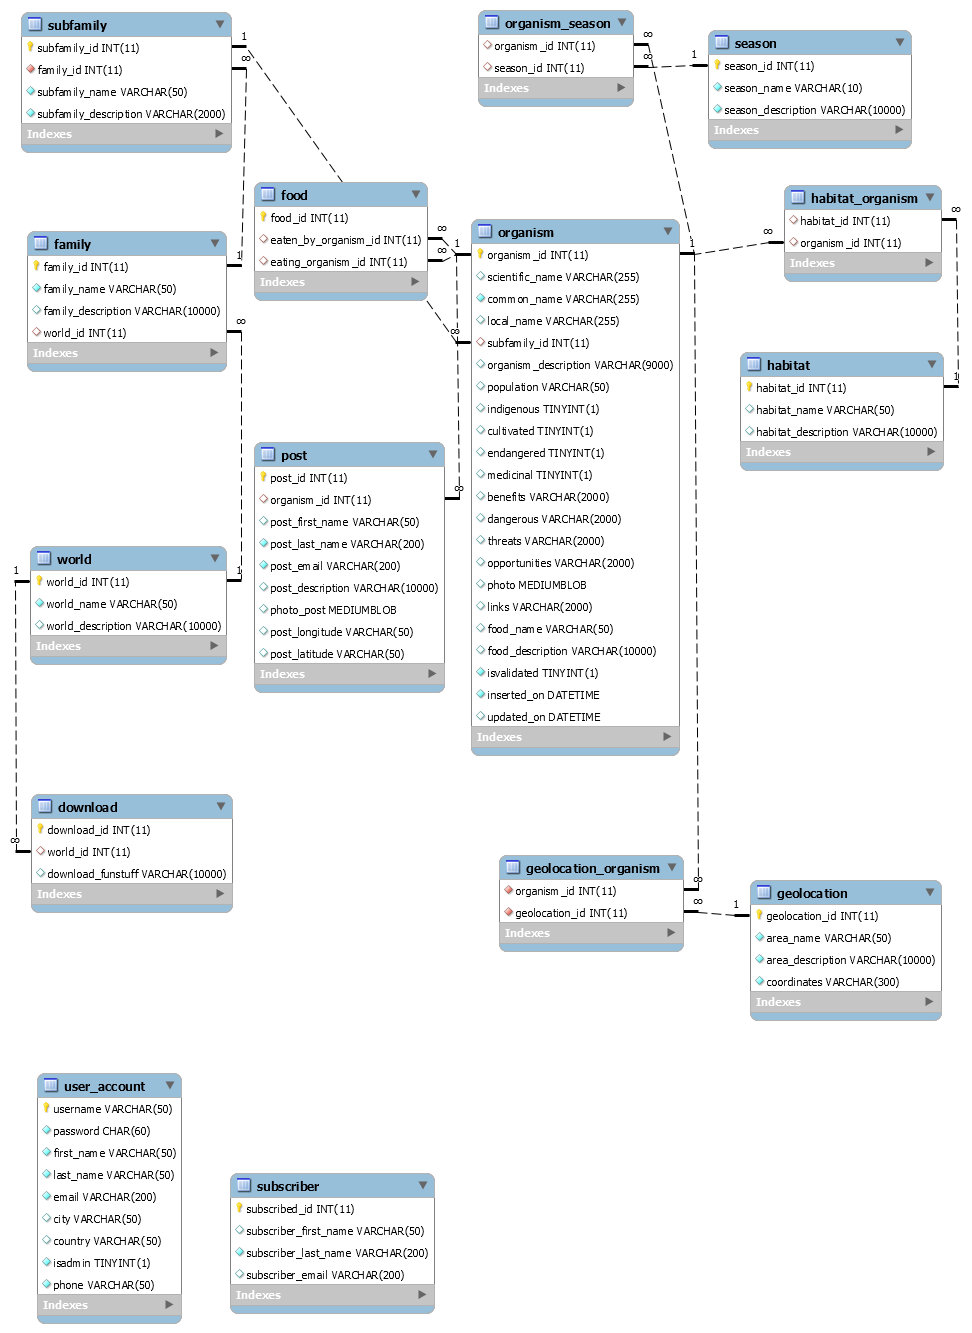 subfamily
subfamily_id INT(11)
family_id INT(11)
subfamily_name VARCHAR(50)
subfamily_description VARCHAR(2000)
Indexes
1
∞
organism_season
organism_id INT(11)
season_id INT(11)
Indexes
∞
∞
1
season
season_id INT(11)
season_name VARCHAR(10)
season_description VARCHAR(10000)
Indexes
food
food_id INT(11)
eaten_by_organism_id INT(11)
eating_organism_id INT(11)
Indexes
∞
∞
1
habitat_organism
habitat_id INT(11)
organism_id INT(11)
Indexes
∞
∞
family
family_id INT(11)
family_name VARCHAR(50)
family_description VARCHAR(10000)
world_id INT(11)
Indexes
1
∞
organism
organism_id INT(11)
scientific_name VARCHAR(255)
common_name VARCHAR(255)
local_name VARCHAR(255)
subfamily_id INT(11)
organism_description VARCHAR(9000)
population VARCHAR(50)
indigenous TINYINT(1)
cultivated TINYINT(1)
endangered TINYINT(1)
medicinal TINYINT(1)
benefits VARCHAR(2000)
dangerous VARCHAR(2000)
threats VARCHAR(2000)
opportunities VARCHAR(2000)
photo MEDIUMBLOB
links VARCHAR(2000)
food_name VARCHAR(50)
food_description VARCHAR(10000)
isvalidated TINYINT(1)
inserted_on DATETIME
updated_on DATETIME
Indexes
1
∞
habitat
habitat_id INT(11)
habitat_name VARCHAR(50)
habitat_description VARCHAR(10000)
Indexes
1
post
post_id INT(11)
organism_id INT(11)
post_first_name VARCHAR(50)
post_last_name VARCHAR(200)
post_email VARCHAR(200)
post_description VARCHAR(10000)
photo_post MEDIUMBLOB
post_longitude VARCHAR(50)
post_latitude VARCHAR(50)
Indexes
∞
world
world_id INT(11)
world_name VARCHAR(50)
world_description VARCHAR(10000)
Indexes
1
1
download
download_id INT(11)
world_id INT(11)
download_funstuff VARCHAR(10000)
Indexes
∞
geolocation_organism
organism_id INT(11)
geolocation_id INT(11)
Indexes
∞
∞
1
geolocation
geolocation_id INT(11)
area_name VARCHAR(50)
area_description VARCHAR(10000)
coordinates VARCHAR(300)
Indexes
user_account
username VARCHAR(50)
password CHAR(60)
first_name VARCHAR(50)
last_name VARCHAR(50)
email VARCHAR(200)
city VARCHAR(50)
country VARCHAR(50)
isadmin TINYINT(1)
phone VARCHAR(50)
Indexes
subscriber
subscribed_id INT(11)
subscriber_first_name VARCHAR(50)
subscriber_last_name VARCHAR(200)
subscriber_email VARCHAR(200)
Indexes